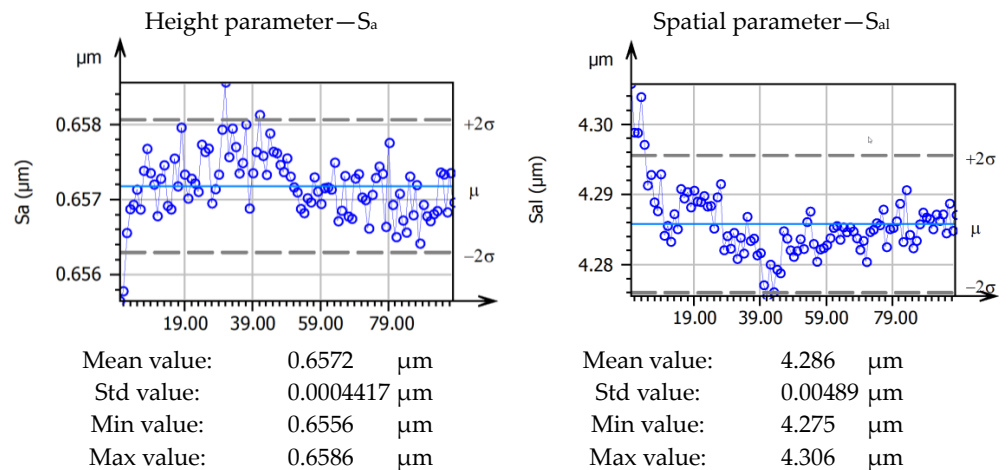 Height parameter—Sa
Spatial parameter—Sal
µm
Sa (µm)
0.658
0.657
0.656
+2σ
µ
−2σ
19.00 39.00 59.00 79.00
µm
Sal (µm)
4.30
4.29
4.28
+2σ
µ
−2σ
19.00 39.00 59.00 79.00
Mean value: 0.6572 µm
Std value: 0.0004417 µm
Min value: 0.6556 µm
Max value: 0.6586 µm
Mean value: 4.286 µm
Std value: 0.00489 µm
Min value: 4.275 µm
Max value: 4.306 µm